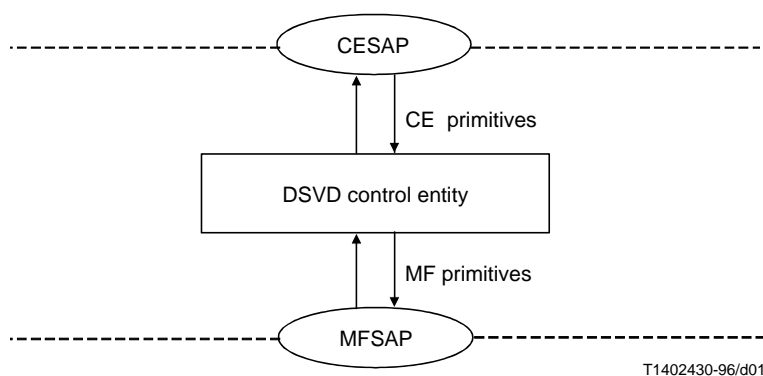 CESAP
CE primitives
DSVD control entity
MF primitives
MFSAP
T1402430-96/d01